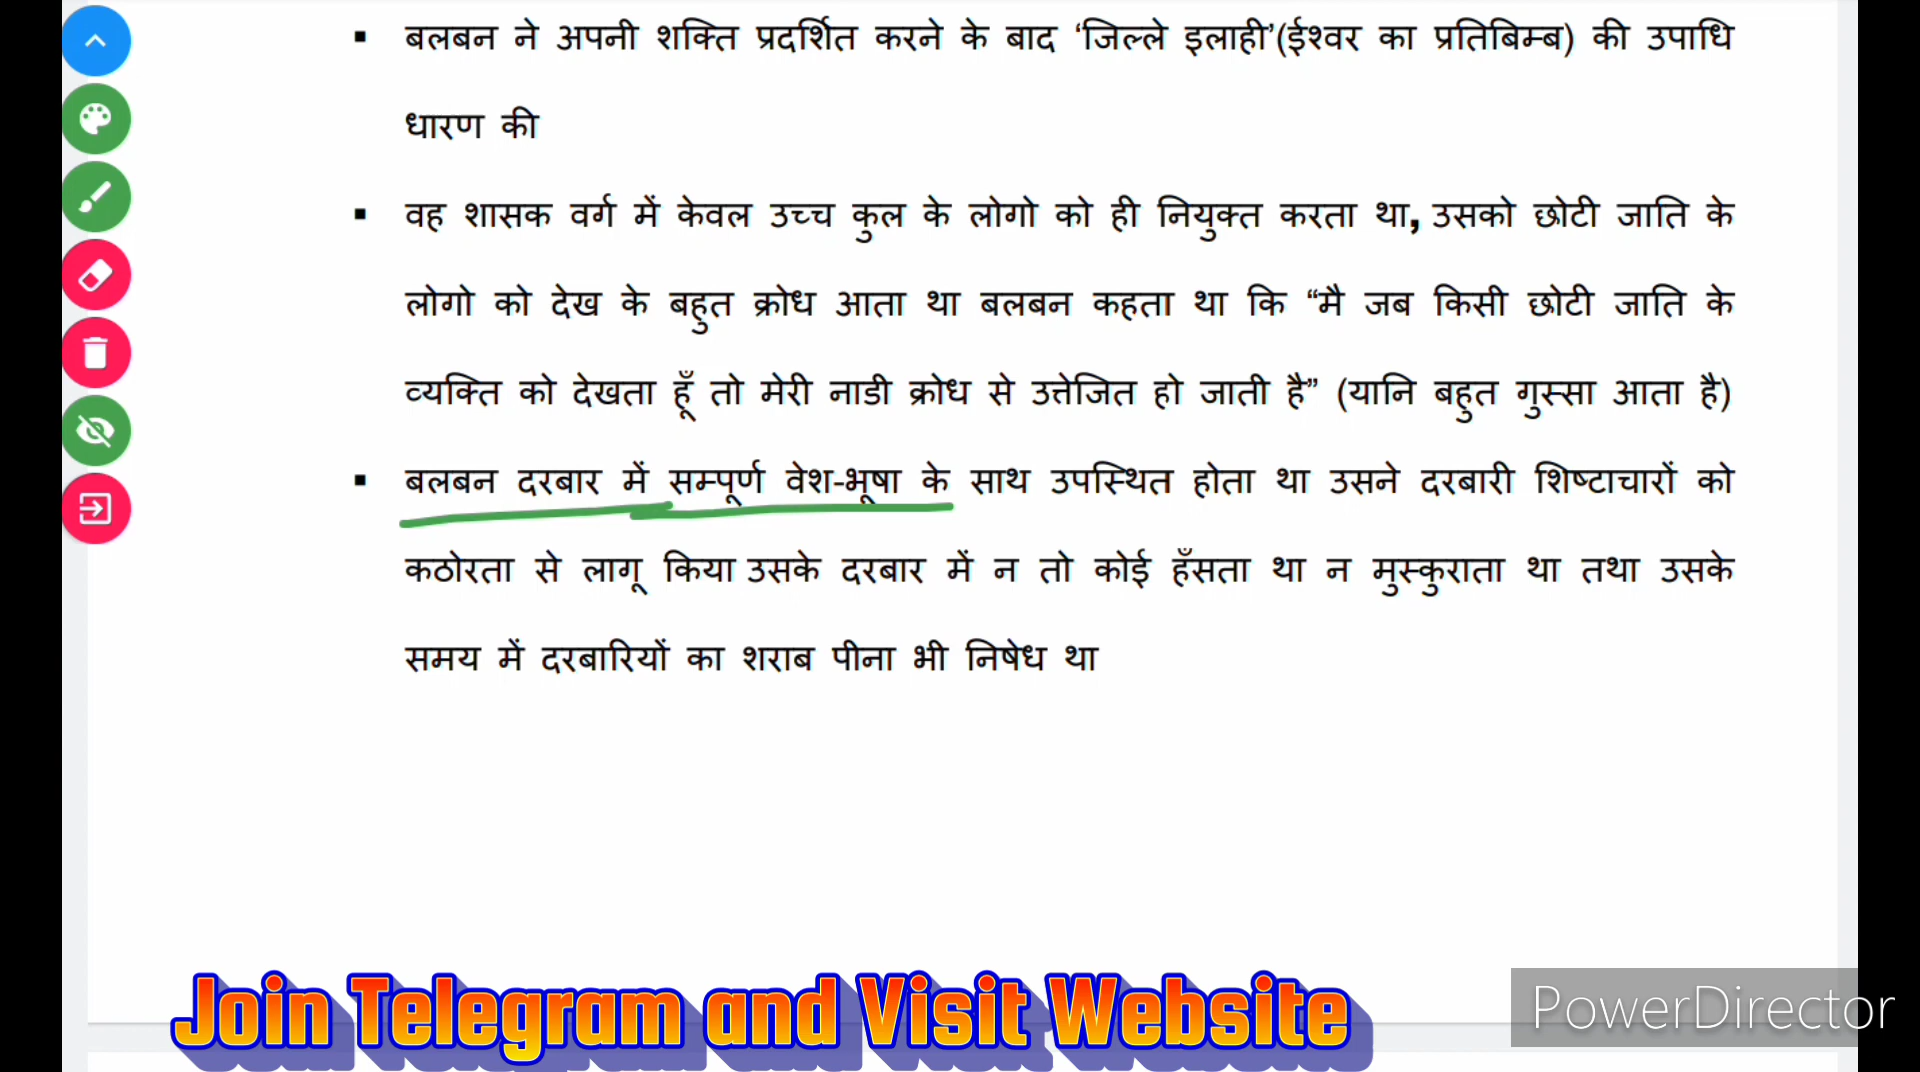 ▪ बलबन ने अपनी शक्ति प्रदर्शित करने के बाद ‘जिल्ले इलाही’(ईश्वर का प्रतिबिम्ब) की उपाधि
धारण की
▪ वह शासक वर्ग में केवल उच्च कुल के लोगो को ही नियुक्त करता था, उसको छोटी जाति के
लोगो को देख के बहुत क्रोध आता था बलबन कहता था कि “मै जब किसी छोटी जाति के
व्यक्ति को देखता हूँ तो मेरी नाडी क्रोध से उत्तेजित हो जाती है” (यानि बहुत गुस्सा आता है)
▪ बलबन दरबार में सम्पूर्ण वेश-भूषा के साथ उपस्थित होता था उसने दरबारी शिष्टाचारों को
कठोरता से लागू किया उसके दरबार में न तो कोई हँसता था न मुस्कुराता था तथा उसके
समय में दरबारियों का शराब पीना भी निषेध था
Join Telegram and Visit Website
PowerDirector